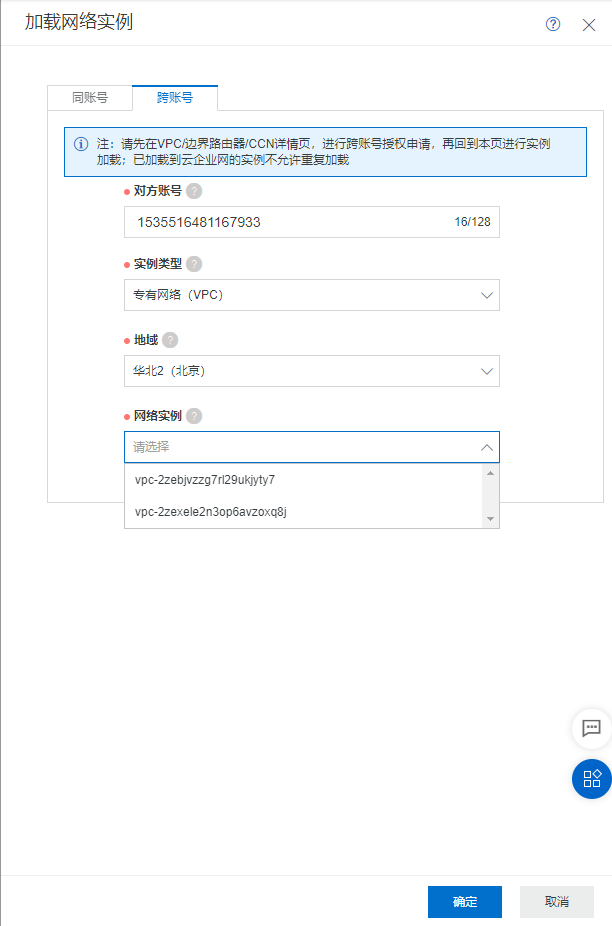 加载网络实例
同账号
跨账号
注：请先在VPC/边界路由器/CCN详情页，进行跨账号授权申请，再回到本页进行实例
加载；已加载到云企业网的实例不允许重复加载
对方账号
1535516481167933
16/128
实例类型
专有网络（VPC）
地域
华北2（北京）
网络实例
请选择
vpc-2zebjvzzg7rl29ukjyty7
vpc-2zexele2n3op6avzoxq8j
确定
取消